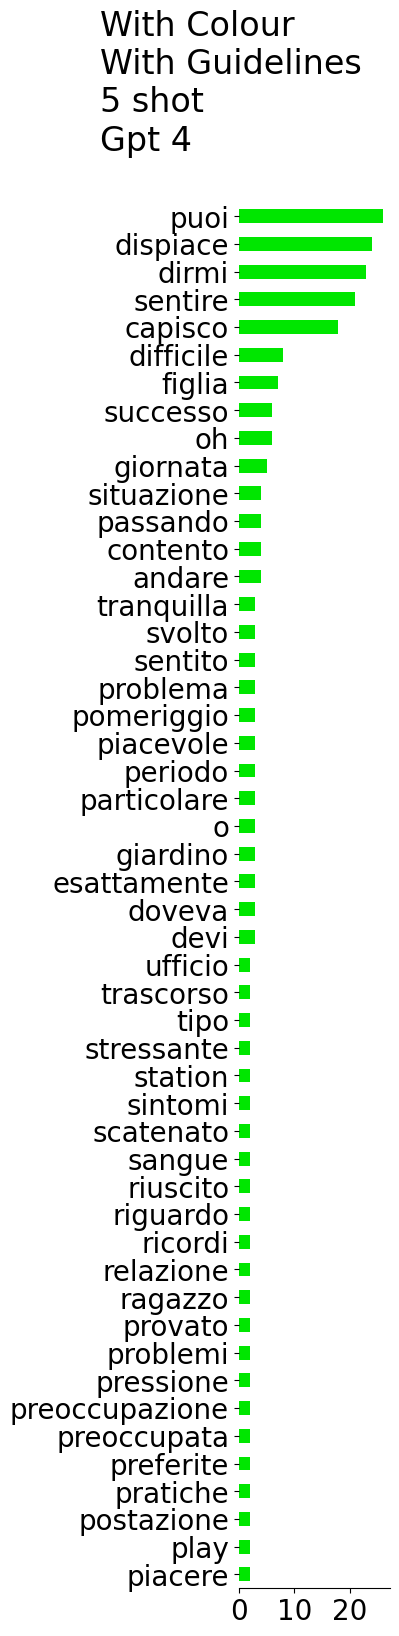 With Colour
With Guidelines
5 shot
Gpt 4
puoi
dispiace
dirmi
sentire
capisco
difficile
figlia
successo
oh
giornata
situazione
passando
contento
andare
tranquilla
svolto
sentito
problema
pomeriggio
piacevole
periodo
particolare
o
giardino
esattamente
doveva
devi
ufficio
trascorso
tipo
stressante
station
sintomi
scatenato
sangue
riuscito
riguardo
ricordi
relazione
ragazzo
provato
problemi
pressione
preoccupazione
preoccupata
preferite
pratiche
postazione
play
piacere
0 10 20